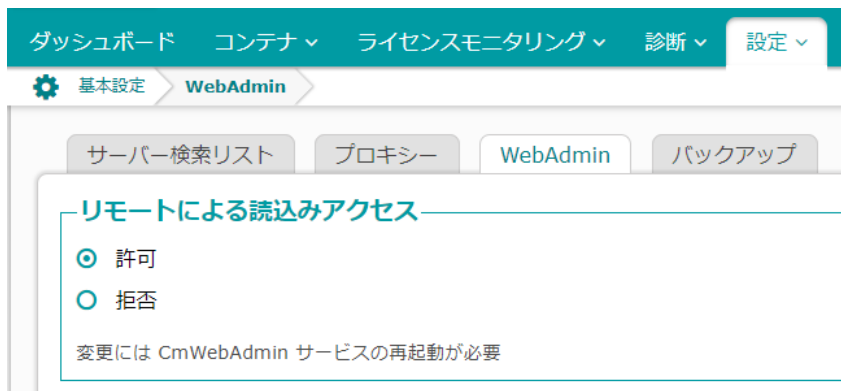 ダッシュボード コンテナ ライセンスモニタリング 診断 設定
基本設定 WebAdmin
サーバー検索リスト プロキシー WebAdmin バックアップ
リモートによる読込みアクセス
許可
拒否
変更には CmWebAdmin サービスの再起動が必要